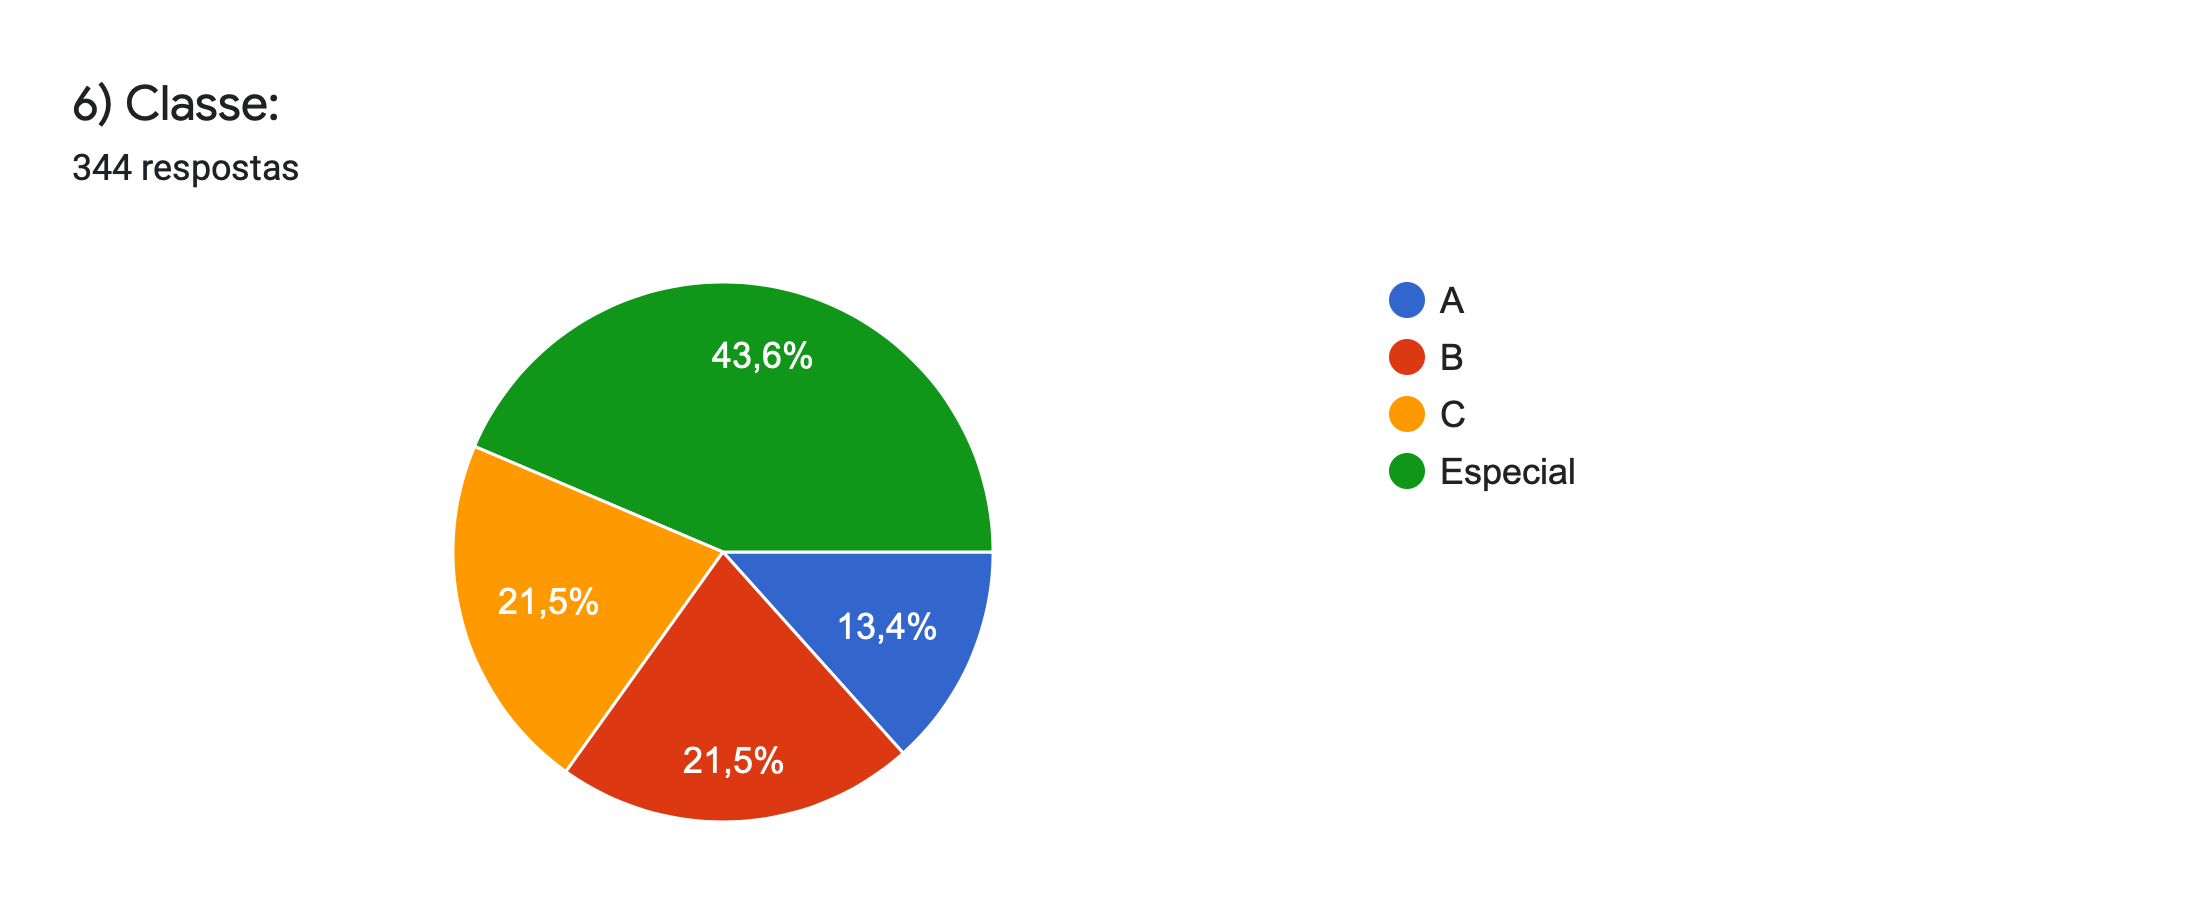 6) Classe:
344 respostas
43,6%
21,5%
13,4%
21,5%
A
B
C
Especial